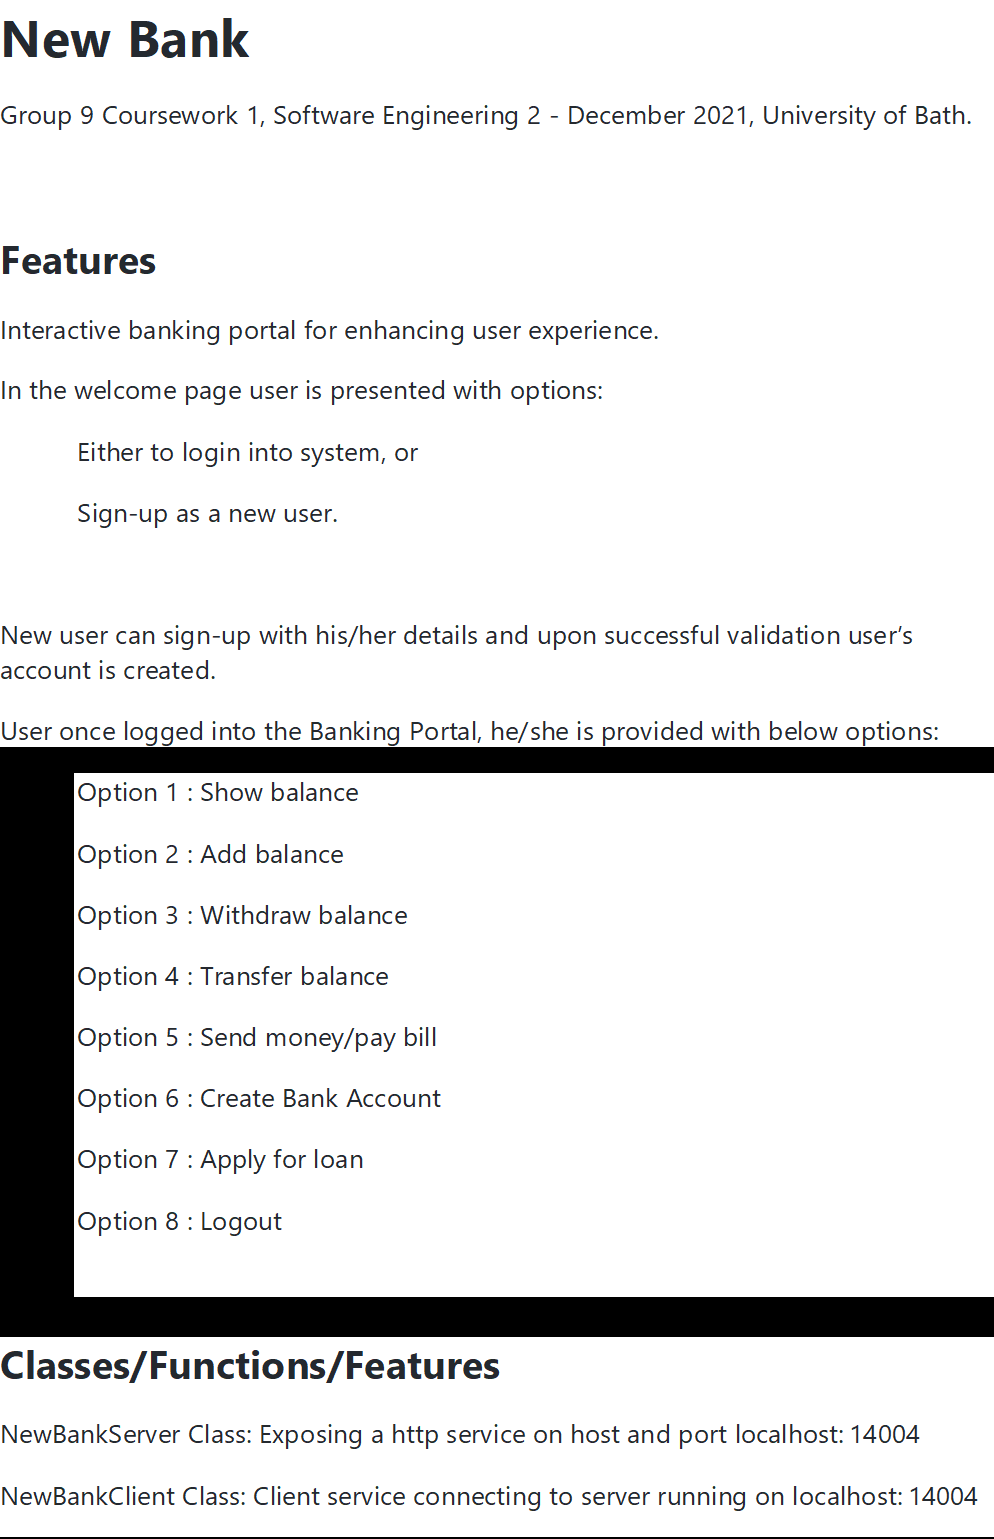 New Bank
Group 9 Coursework 1, Software Engineering 2 - December 2021, University of Bath.
Features
Interactive banking portal for enhancing user experience.
In the welcome page user is presented with options:
Either to login into system, or
Sign-up as a new user.
New user can sign-up with his/her details and upon successful validation user’s
account is created.
User once logged into the Banking Portal, he/she is provided with below options:
Option 1 : Show balance
Option 2 : Add balance
Option 3 : Withdraw balance
Option 4 : Transfer balance
Option 5 : Send money/pay bill
Option 6 : Create Bank Account
Option 7 : Apply for loan
Option 8 : Logout
Classes/Functions/Features
NewBankServer Class: Exposing a http service on host and port localhost: 14004
NewBankClient Class: Client service connecting to server running on localhost: 14004